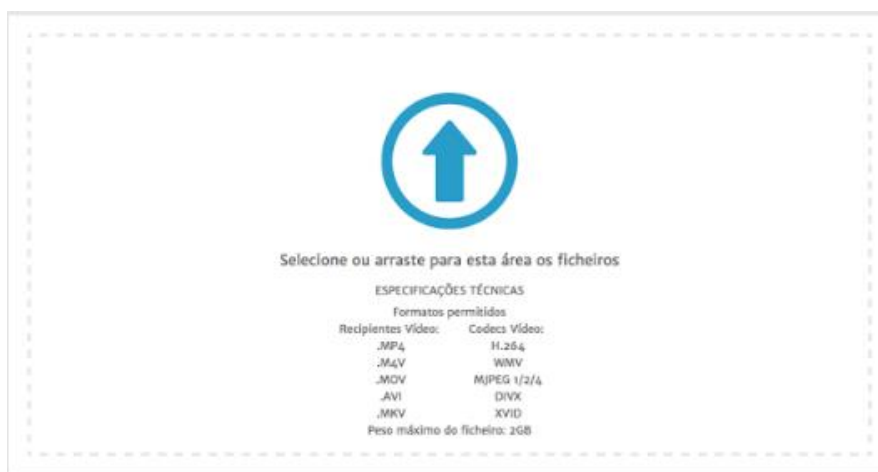 Selecione ou arraste para esta área os ficheiros
ESPECIFICAÇÕES TÉCNICAS
Formatos permitidos
Recipientes Vídeo: Codecs Vídeo:
.MP4 H.264
.M4V WMV
.MOV MJPEG 1/2/4
.AVI DIVX
.MKV XVID
Peso máximo do ficheiro: 2GB